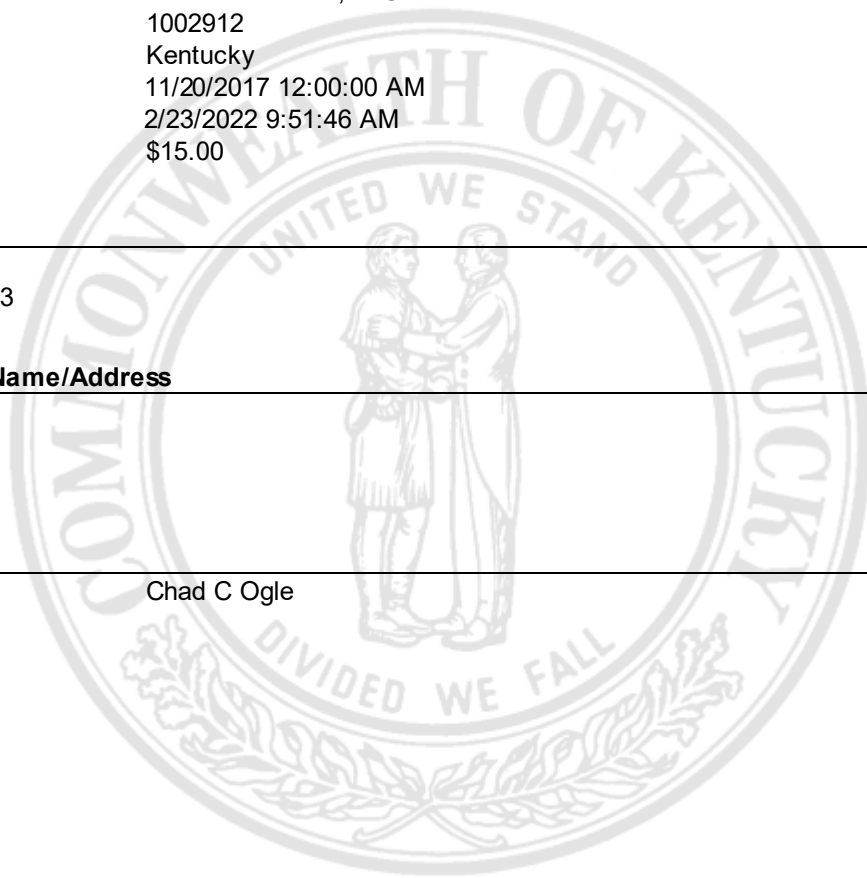 1002912
Kentucky
11/20/2017 12:00:00 AM
2/23/2022 9:51:46 AM
$15.00
COMMONWEALTH OF KENTUCKY
UNITED WE STAND
3
Name/Address
Chad C Ogle
DIVIDED WE FALL